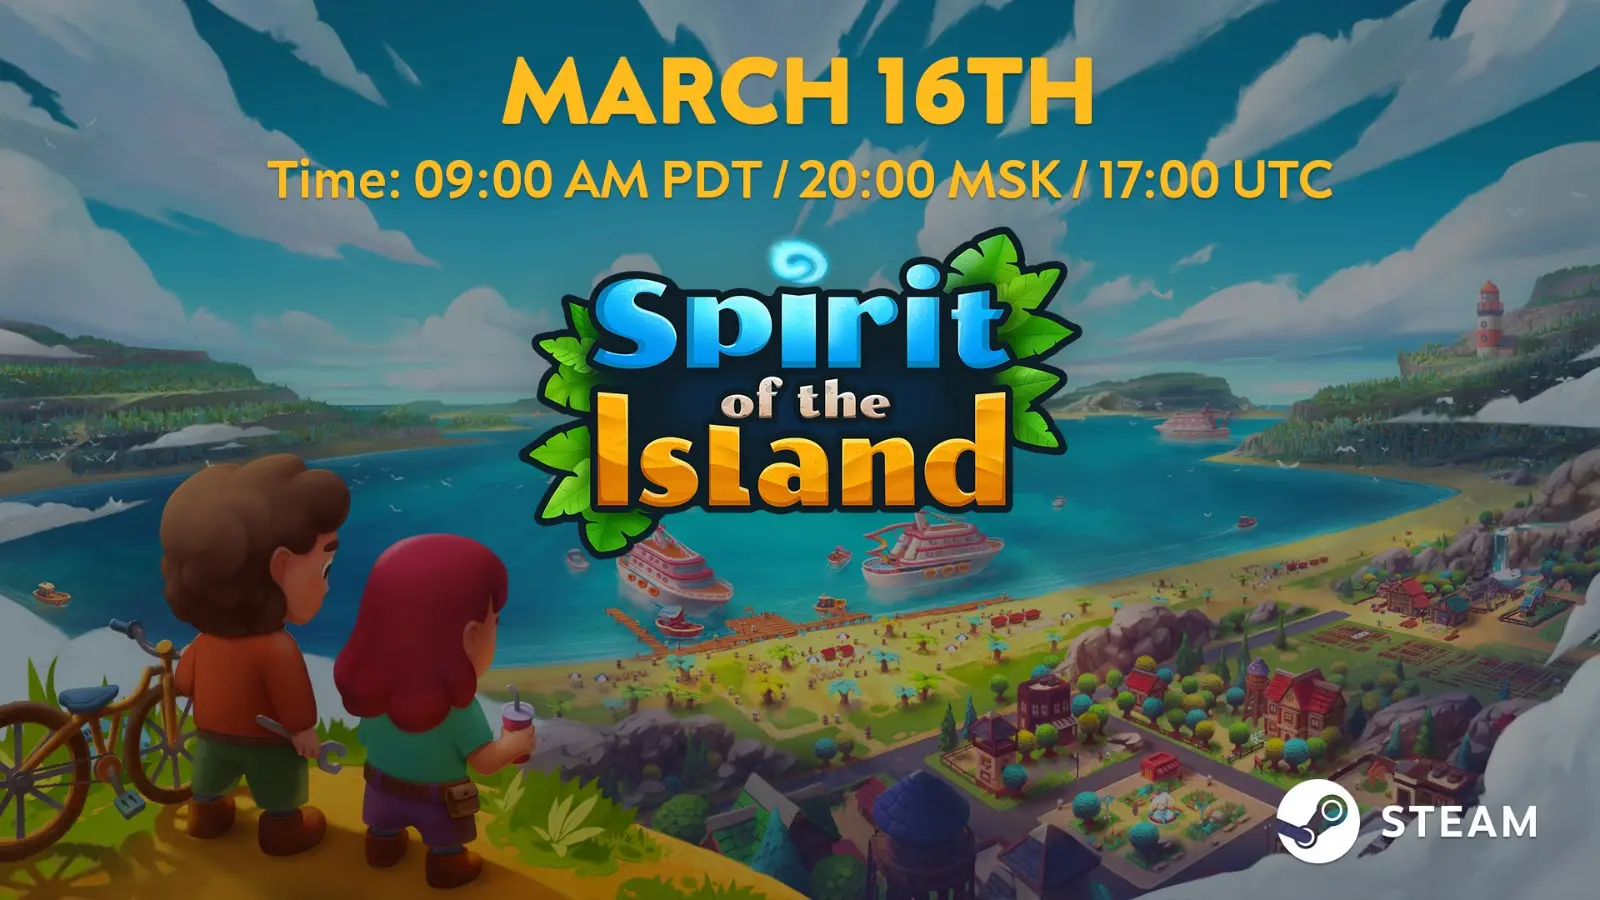 MARCH 16TH
Time: 09:00 AM PDT / 20:00 MSK / 17:00 UTC
Spirit
of the
Island
STEAM